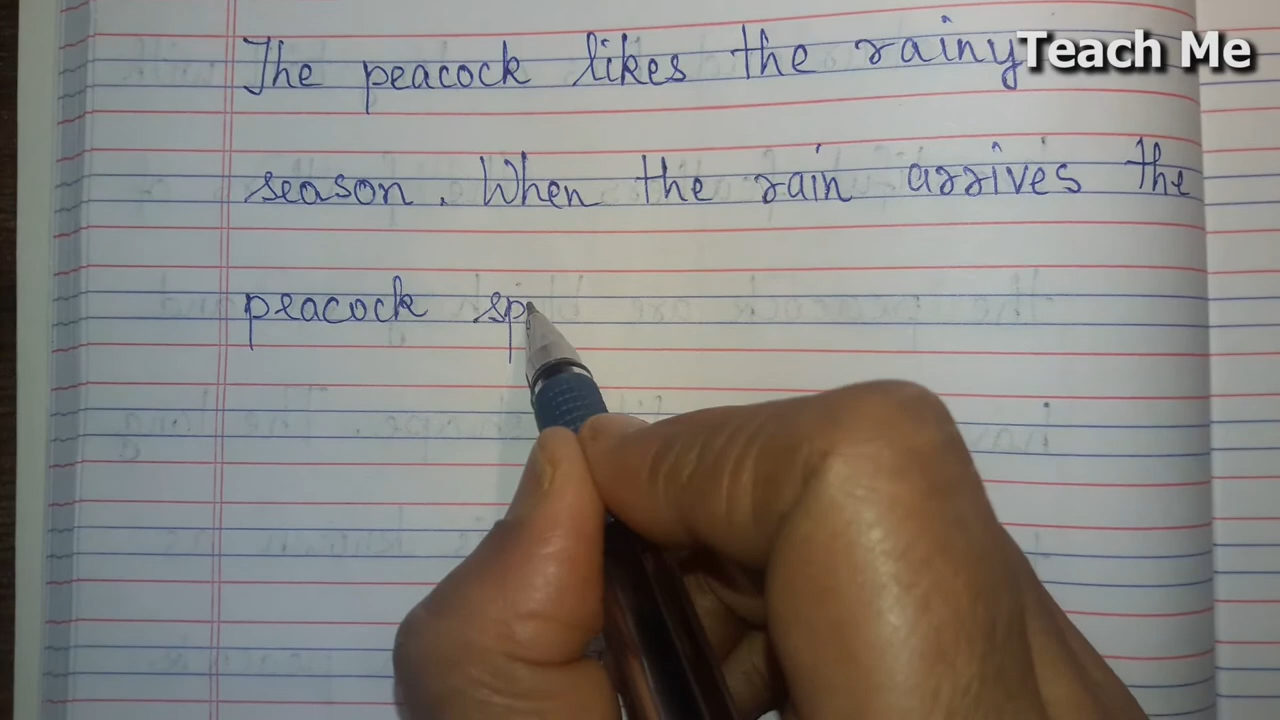 The peacock likes the rainy
Teach Me
season. When the rain arrives the
peacock sp